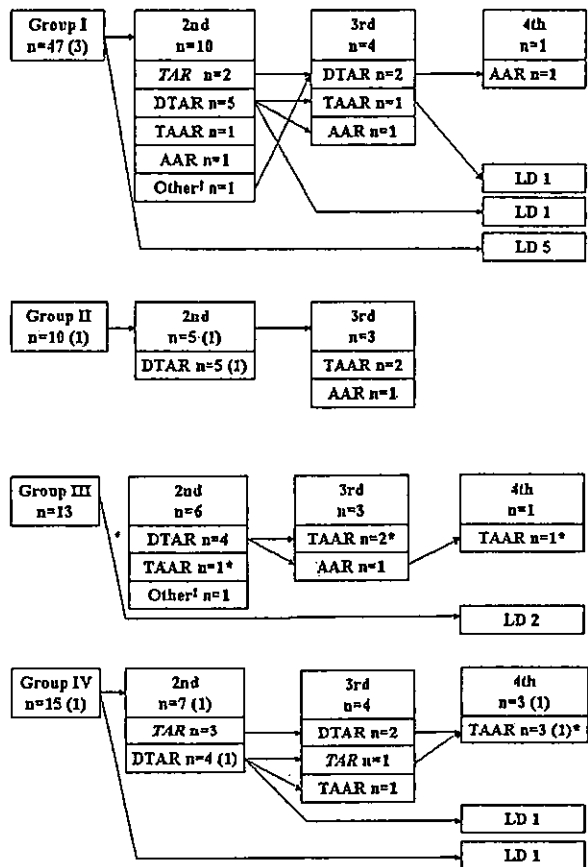 Group I
n=47 (3)
2nd
n=10
TAR n=2
DTAR n=5
TAAR n=1
AAR n=1
Other† n=1
3rd
n=4
DTAR n=2
TAAR n=1
AAR n=1
4th
n=1
AAR n=1
LD 1
LD 1
LD 5
Group II
n=10 (1)
2nd
n=5 (1)
DTAR n=5 (1)
3rd
n=3
TAAR n=2
AAR n=1
Group III
n=13
2nd
n=6
DTAR n=4
TAAR n=1*
Other‡ n=1
3rd
n=3
TAAR n=2*
AAR n=1
4th
n=1
TAAR n=1*
LD 2
Group IV
n=15 (1)
2nd
n=7 (1)
TAR n=3
DTAR n=4 (1)
3rd
n=4
DTAR n=2
TAR n=1
TAAR n=1
4th
n=3 (1)
TAAR n=3 (1)*
LD 1
LD 1